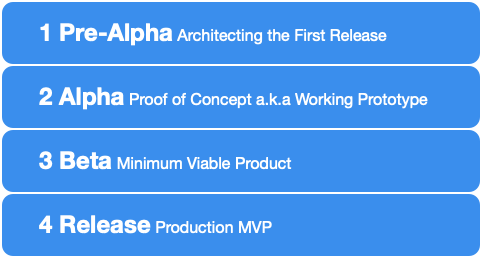 1 Pre-Alpha Architecting the First Release
2 Alpha Proof of Concept a.k.a Working Prototype
3 Beta Minimum Viable Product
4 Release Production MVP